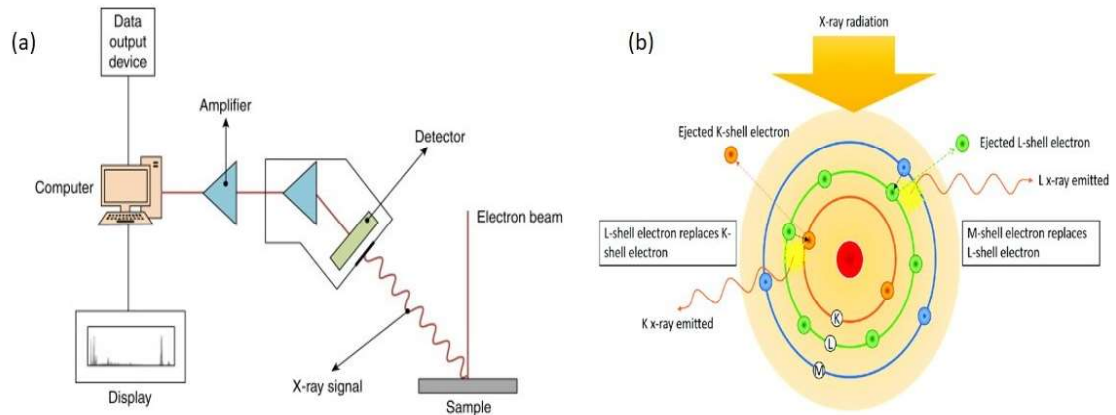 (a)
Data
output
device
Amplifier
Detector
Computer
Electron beam
X-ray signal
Display
Sample
(b)
X-ray radiation
Ejected K-shell electron
Ejected L-shell electron
L x-ray emitted
L-shell electron replaces K-
shell electron
M-shell electron replaces
L-shell electron
K x-ray emitted
K
L
M